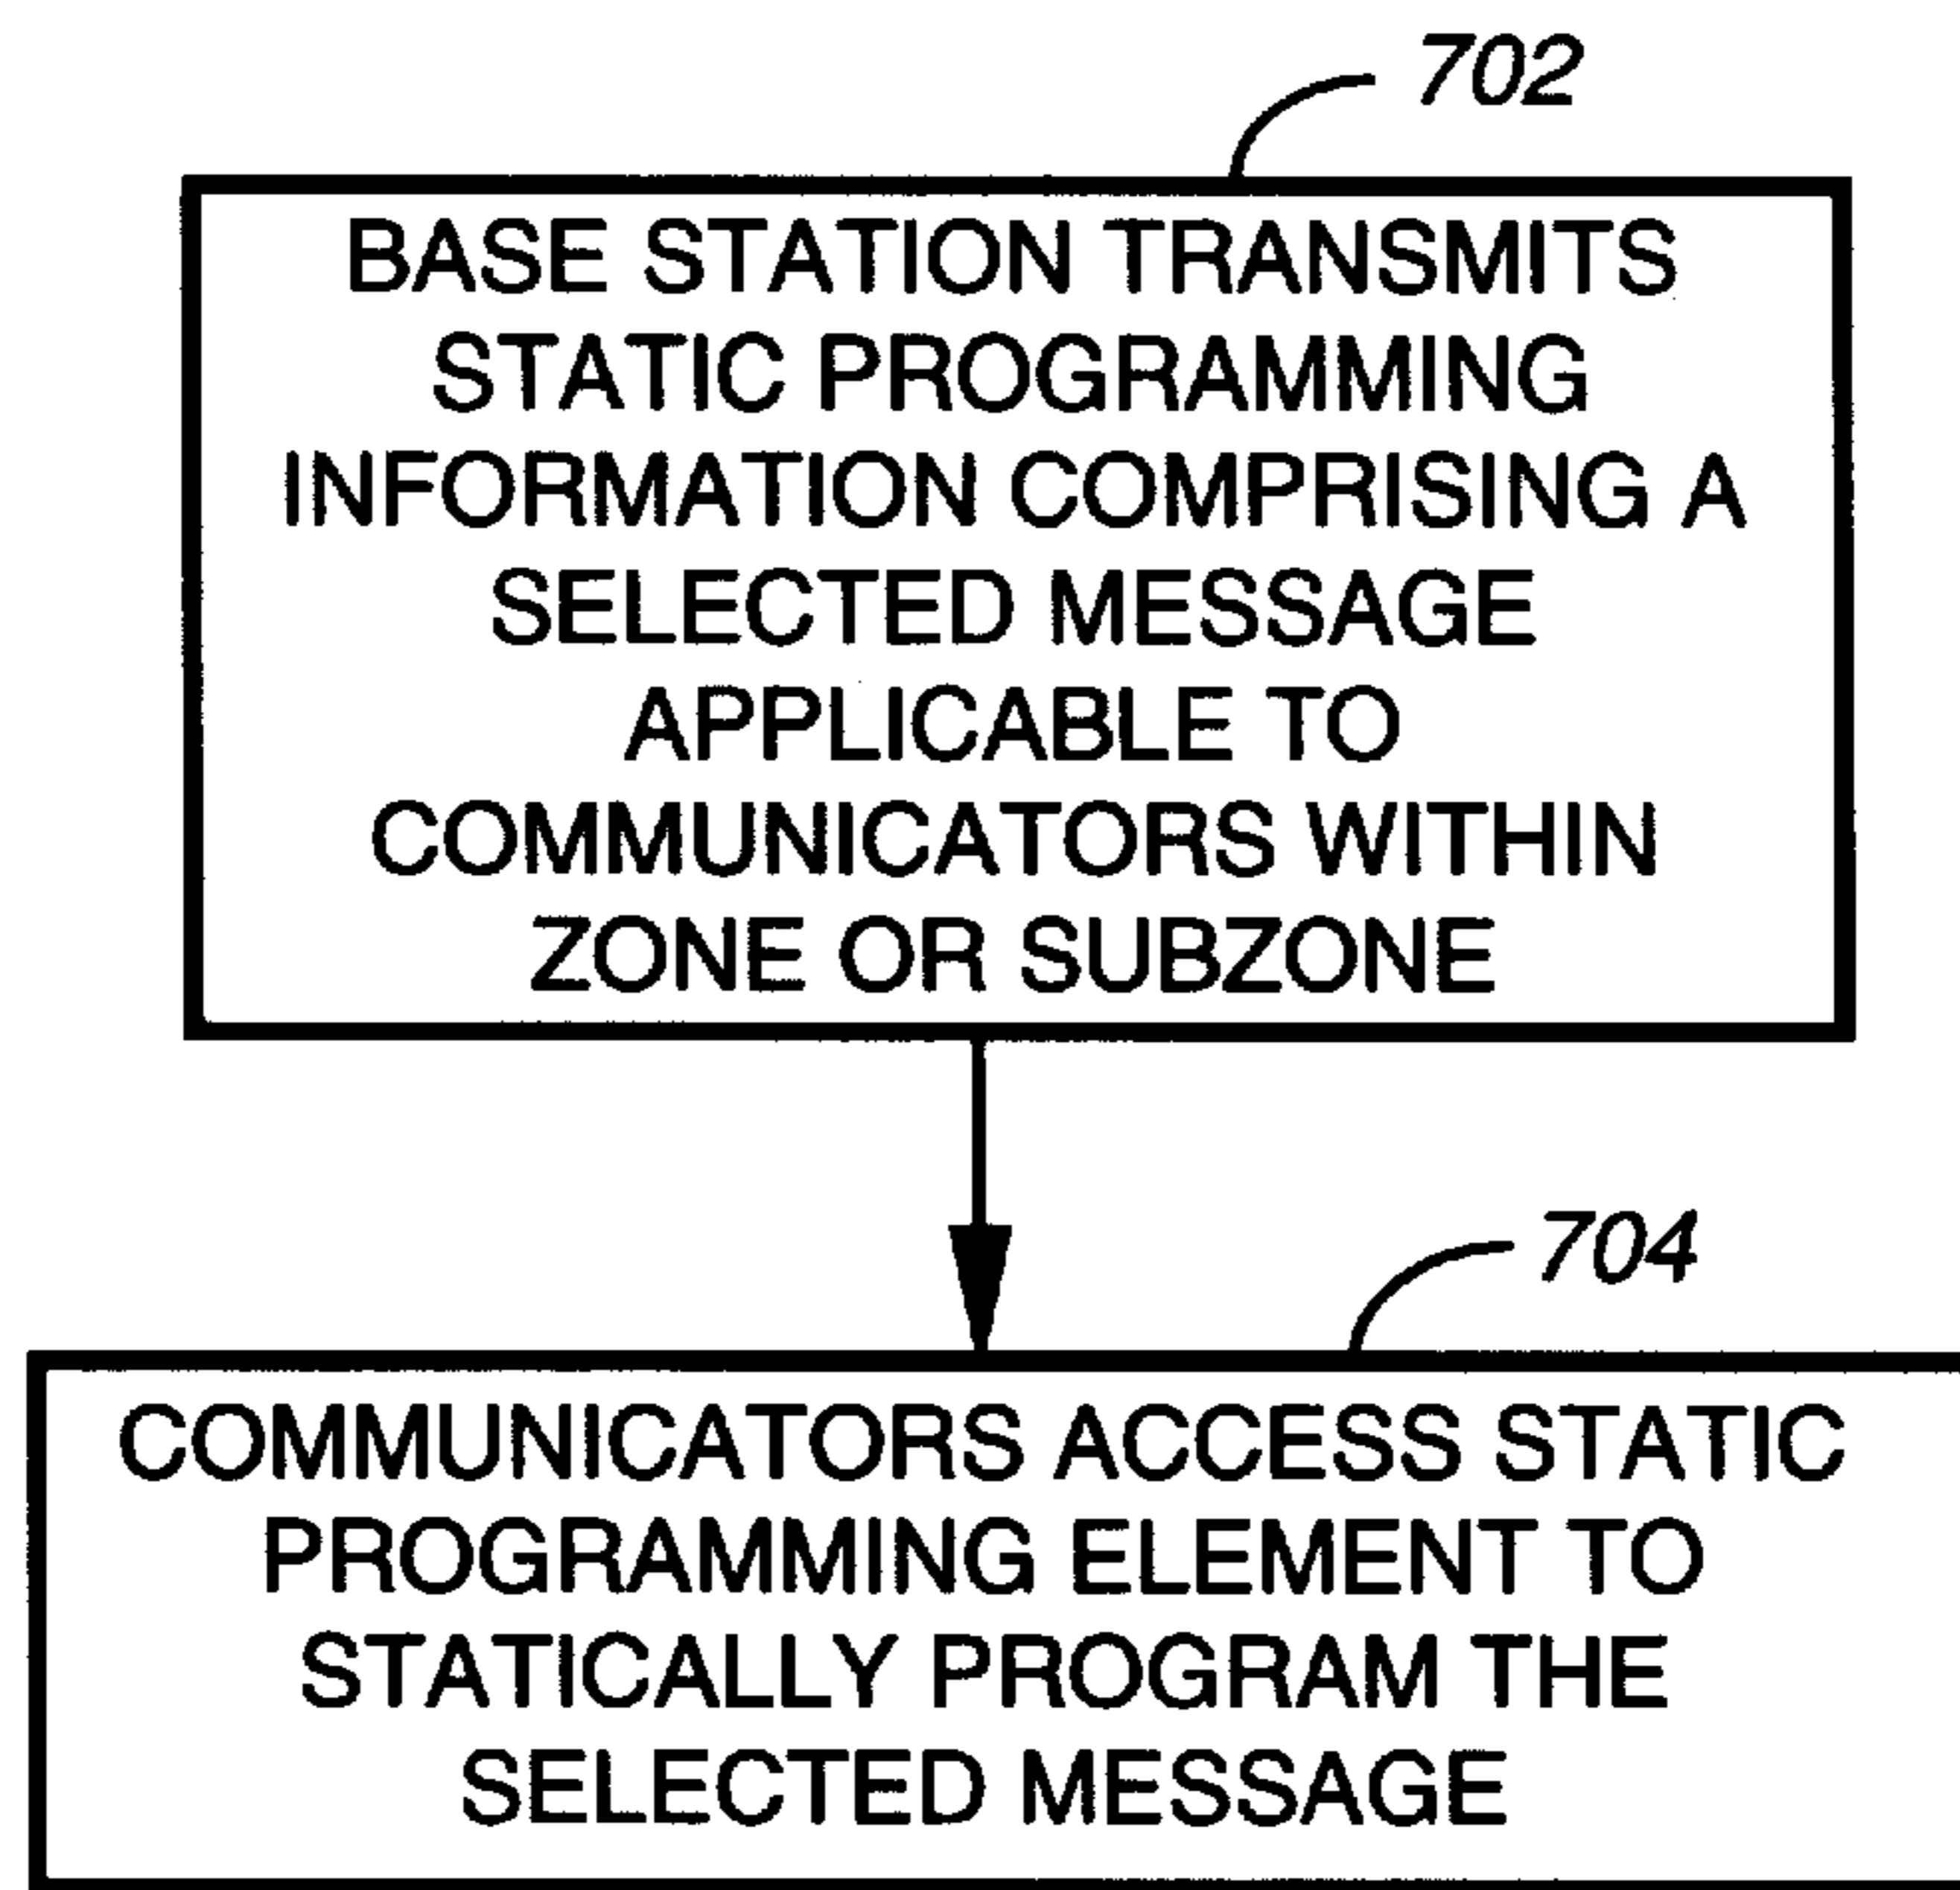 702
BASE STATION TRANSMITS
STATIC PROGRAMMING
INFORMATION COMPRISING A
SELECTED MESSAGE
APPLICABLE TO
COMMUNICATORS WITHIN
ZONE OR SUBZONE
704
COMMUNICATORS ACCESS STATIC
PROGRAMMING ELEMENT TO
STATICALLY PROGRAM THE
SELECTED MESSAGE